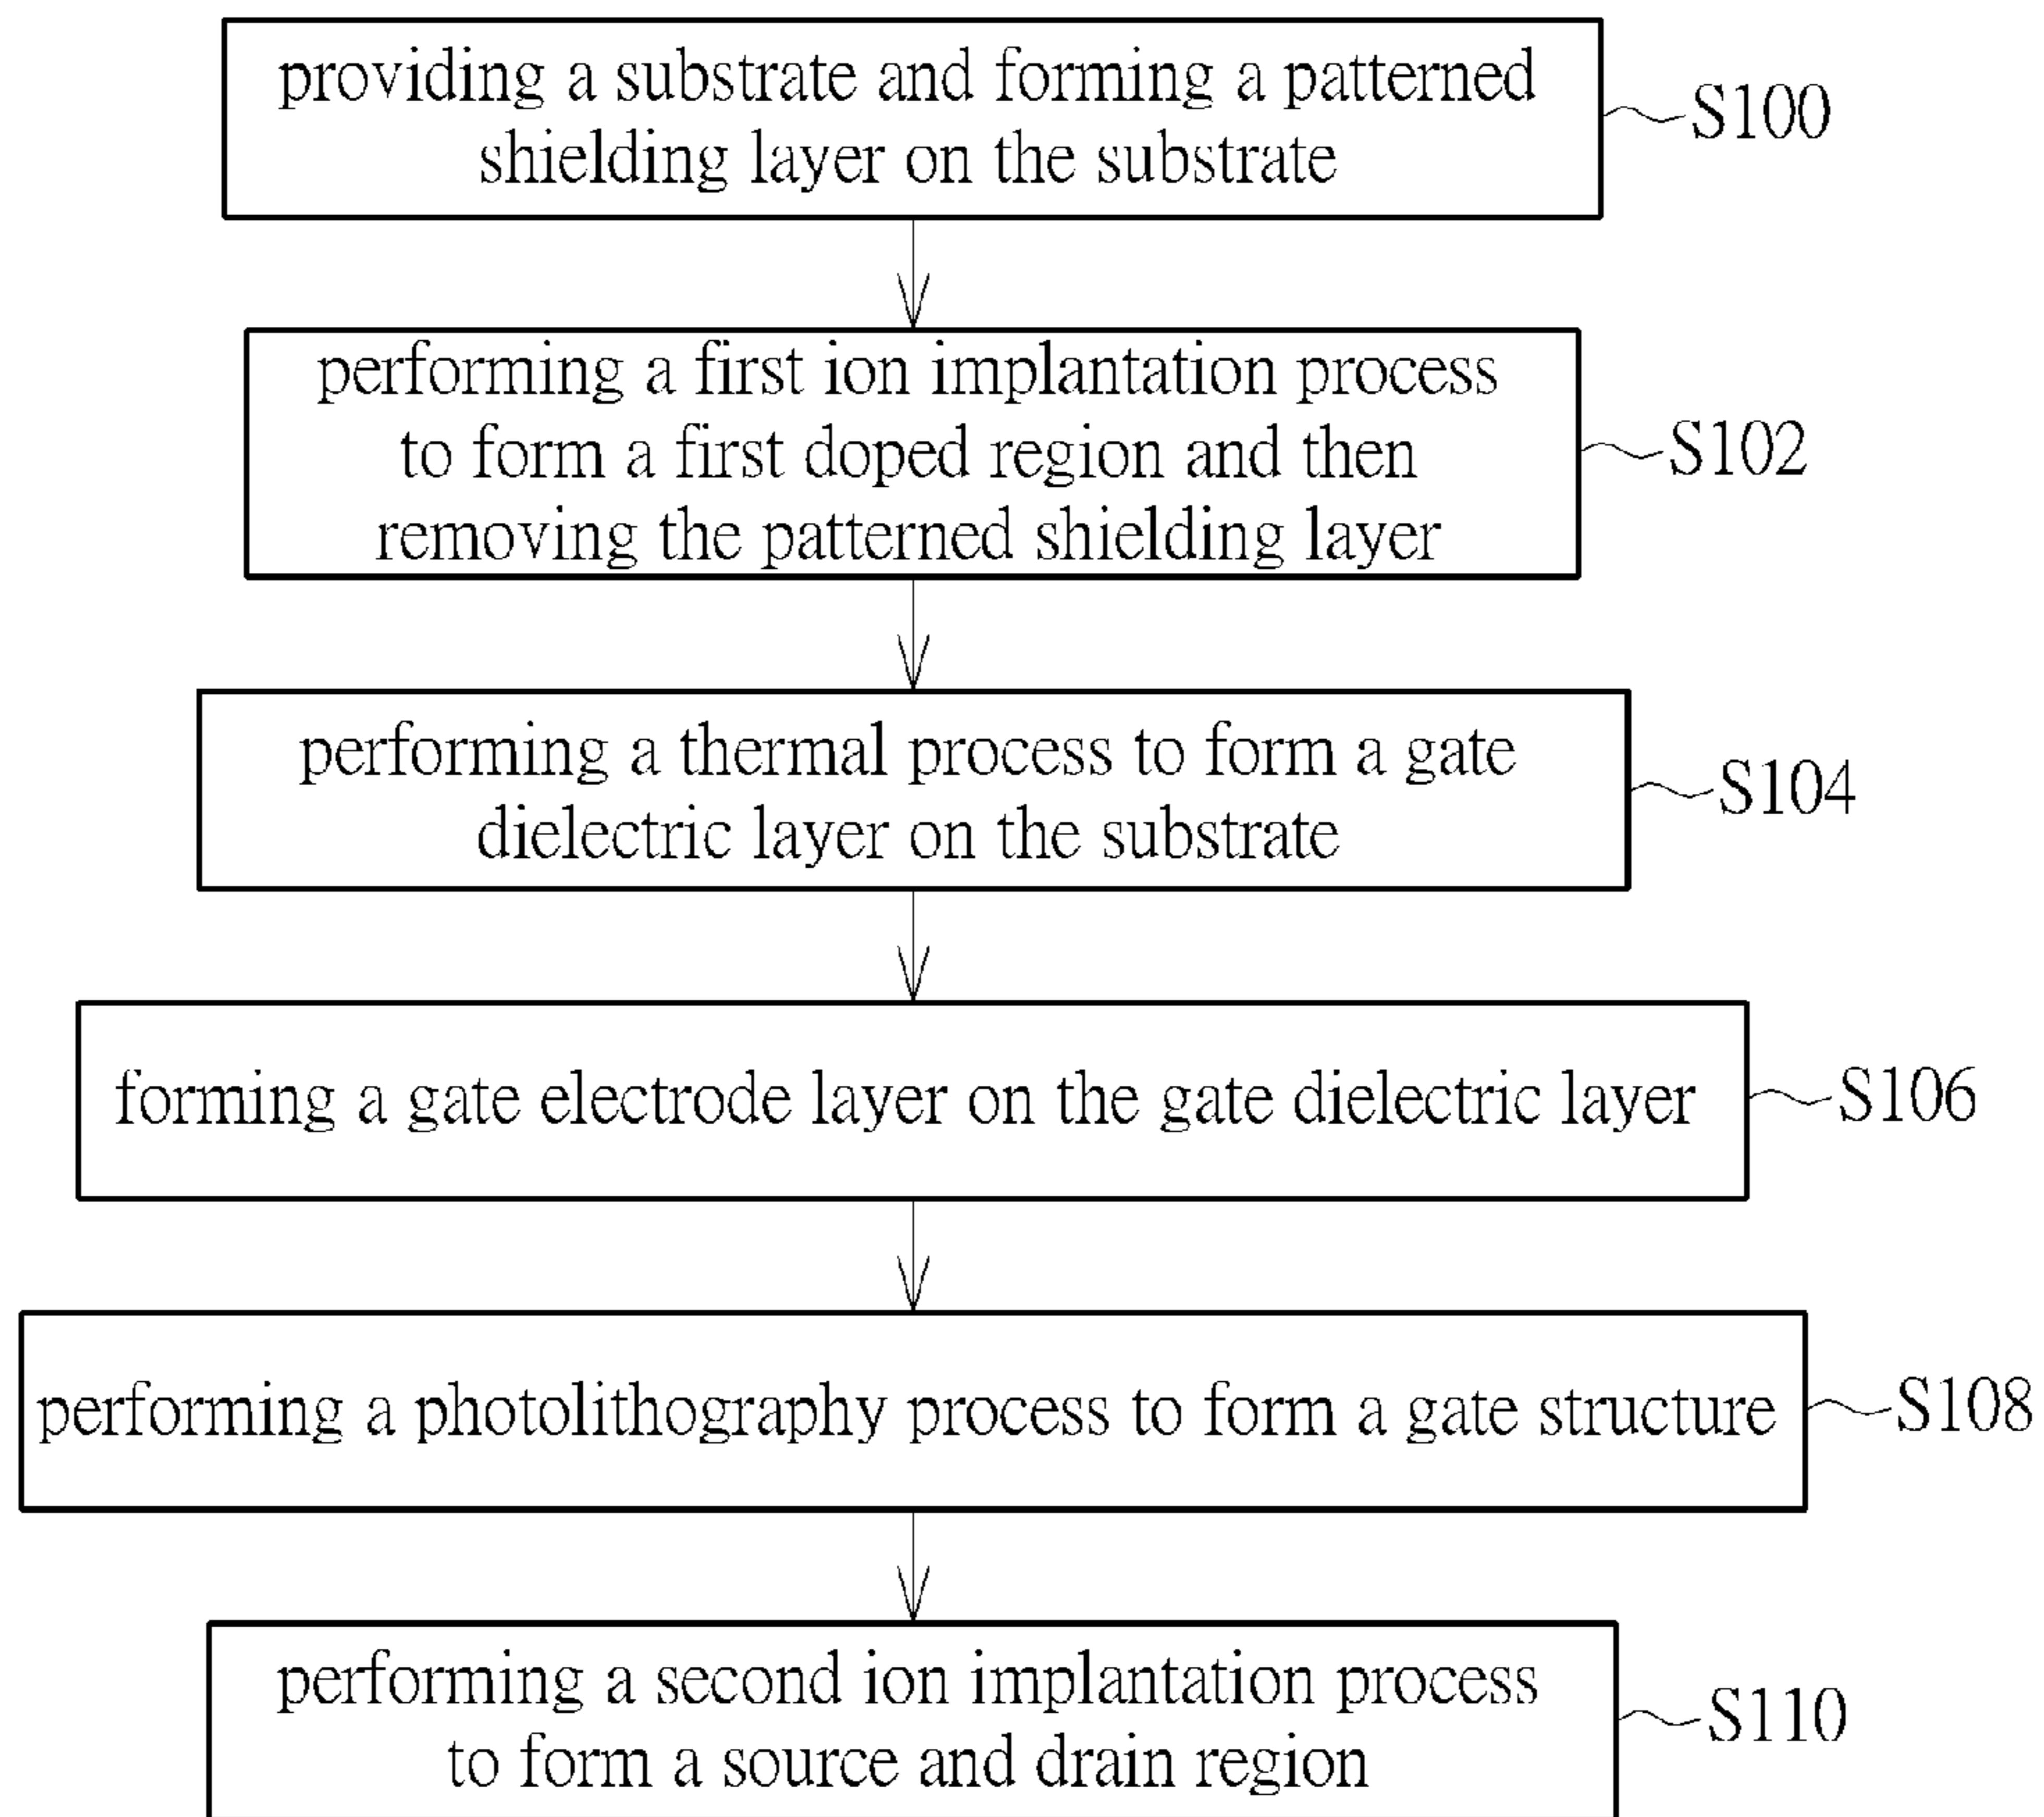 providing a substrate and forming a patterned
shielding layer on the substrate
S100
performing a first ion implantation process
to form a first doped region and then
removing the patterned shielding layer
S102
performing a thermal process to form a gate
dielectric layer on the substrate
S104
forming a gate electrode layer on the gate dielectric layer
S106
performing a photolithography process to form a gate structure
S108
performing a second ion implantation process
to form a source and drain region
S110